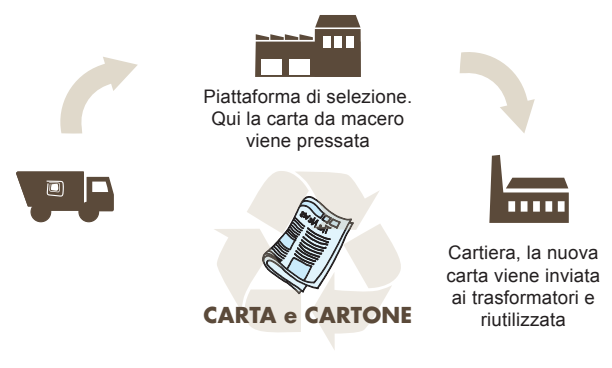 Piattaforma di selezione.
Qui la carta da macero
viene pressata
Cartiera, la nuova
carta viene inviata
ai trasformatori e
riutilizzata
CARTA e CARTONE